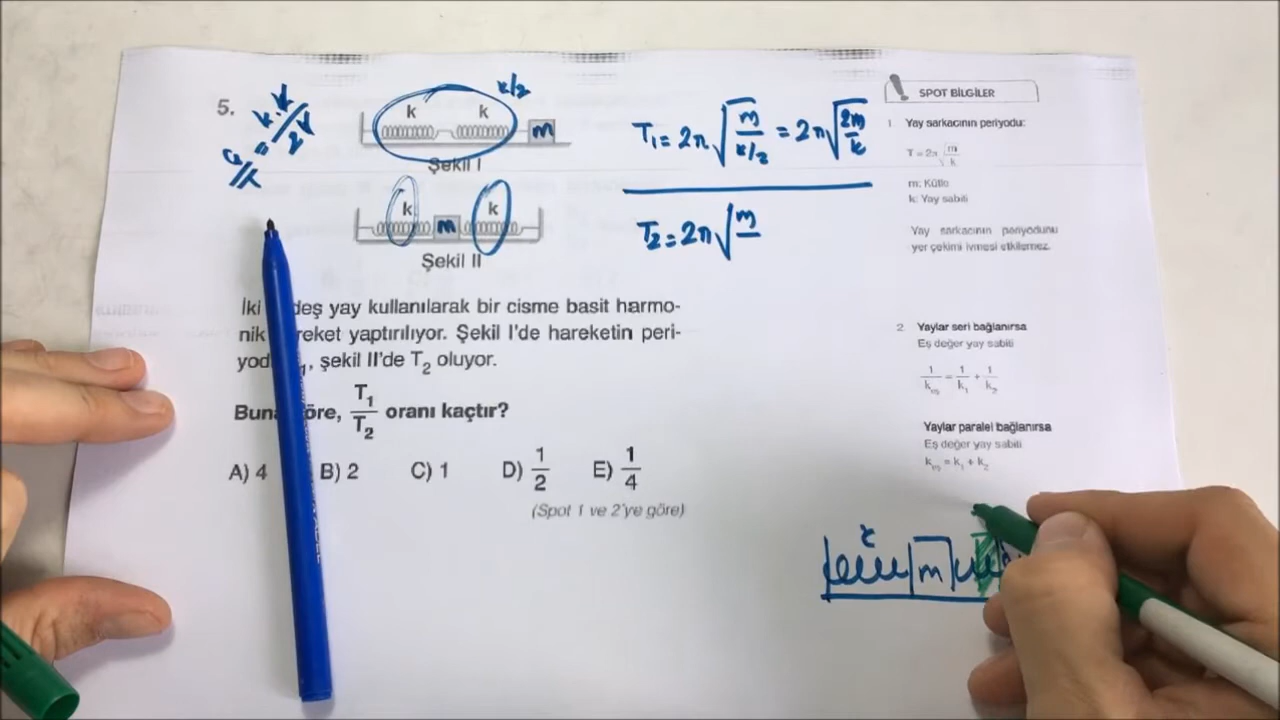 5.
k k k/2
m
Şekil I
k k
m
Şekil II
Ç/T = k.k/2k
T₁ = 2π√(m/(k/2)) = 2π√(2m/k)
T₂ = 2π√m
İki deş yay kullanılarak bir cisme basit harmo-
nik reket yaptırılıyor. Şekil I'de hareketin peri-
yod 1, şekil II'de T₂ oluyor.
Buna öre, T₁/T₂ oranı kaçtır?
A) 4 B) 2 C) 1 D) 1/2 E) 1/4
(Spot 1 ve 2'ye göre)
SPOT BİLGİLER
1. Yay sarkacının periyodu:
T = 2π√(m/k)
m: Kütle
k: Yay sabiti
Yay sarkacının periyodunu
yer çekimi ivmesi etkilemez.
2. Yaylar seri bağlanırsa
Eş değer yay sabiti
1/k_eş = 1/k₁ + 1/k₂
Yaylar paralel bağlanırsa
Eş değer yay sabiti
k_eş = k₁ + k₂
k
m